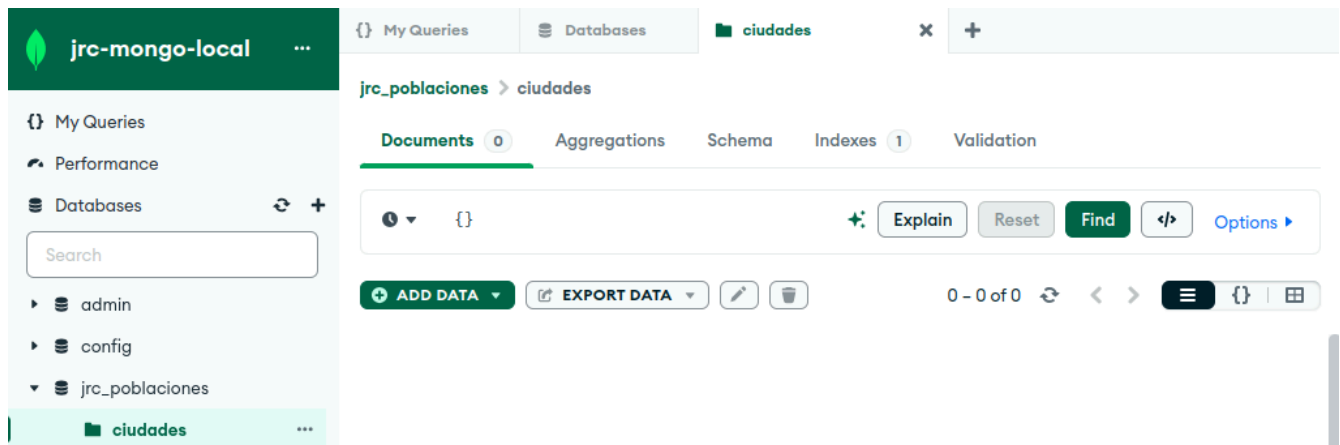 jrc-mongo-local ...
My Queries
Performance
Databases
Search
admin
config
jrc_poblaciones
ciudades ...
{} My Queries
Databases
ciudades
jrc_poblaciones > ciudades
Documents 0 Aggregations Schema Indexes 1 Validation
{} Explain Reset Find </> Options
ADD DATA EXPORT DATA 0 – 0 of 0 {}